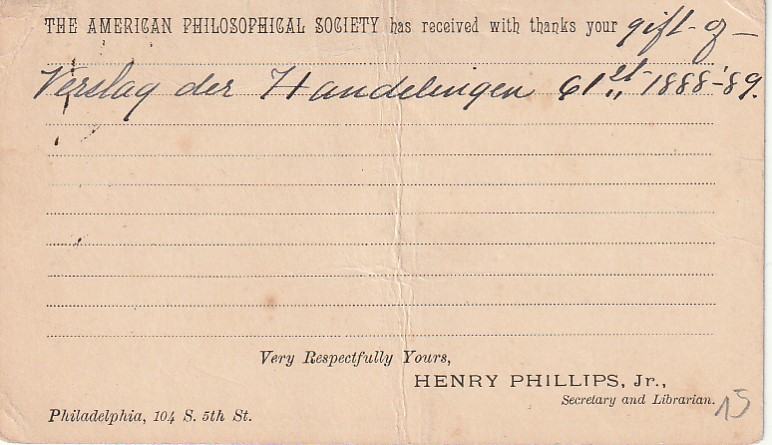 THE AMERICAN PHILOSOPHICAL SOCIETY has received with thanks your gift of
Verslag der Handelingen 61st 1888-'89.
Very Respectfully Yours,
HENRY PHILLIPS, Jr.,
Secretary and Librarian.
15
Philadelphia, 104 S. 5th St.